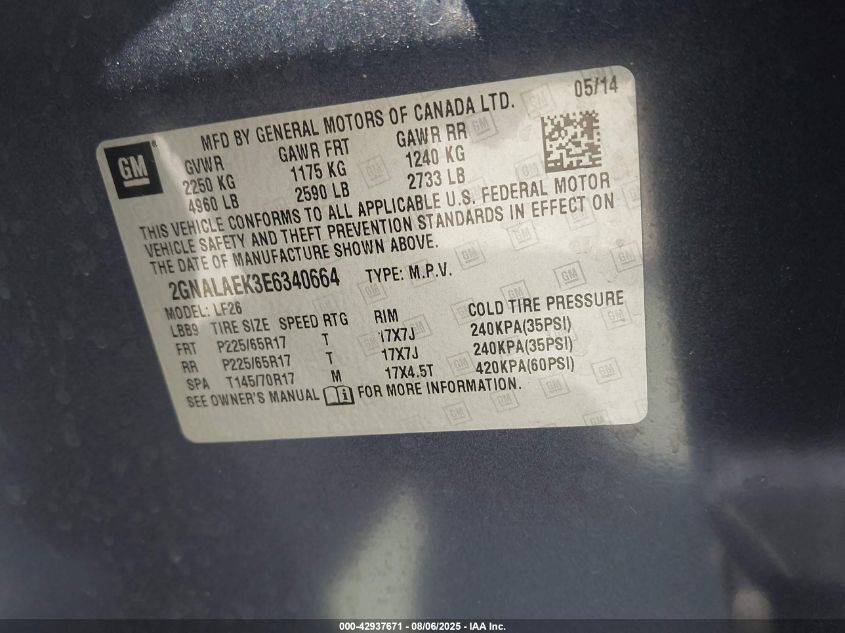 GM
MFD BY GENERAL MOTORS OF CANADA LTD. 05/14
GVWR GAWR FRT GAWR RR
2250 KG 1175 KG 1240 KG
4960 LB 2590 LB 2733 LB
THIS VEHICLE CONFORMS TO ALL APPLICABLE U.S. FEDERAL MOTOR
VEHICLE SAFETY AND THEFT PREVENTION STANDARDS IN EFFECT ON
THE DATE OF MANUFACTURE SHOWN ABOVE.
2GNALAEK3E6340664 TYPE: M.P.V.
MODEL: LF26
LBB9 TIRE SIZE SPEED RTG RIM COLD TIRE PRESSURE
FRT P225/65R17 T 17X7J 240KPA(35PSI)
RR P225/65R17 T 17X7J 240KPA(35PSI)
SPA T145/70R17 M 17X4.5T 420KPA(60PSI)
SEE OWNER'S MANUAL FOR MORE INFORMATION.
000-42937671 - 08/06/2025 - IAA Inc.